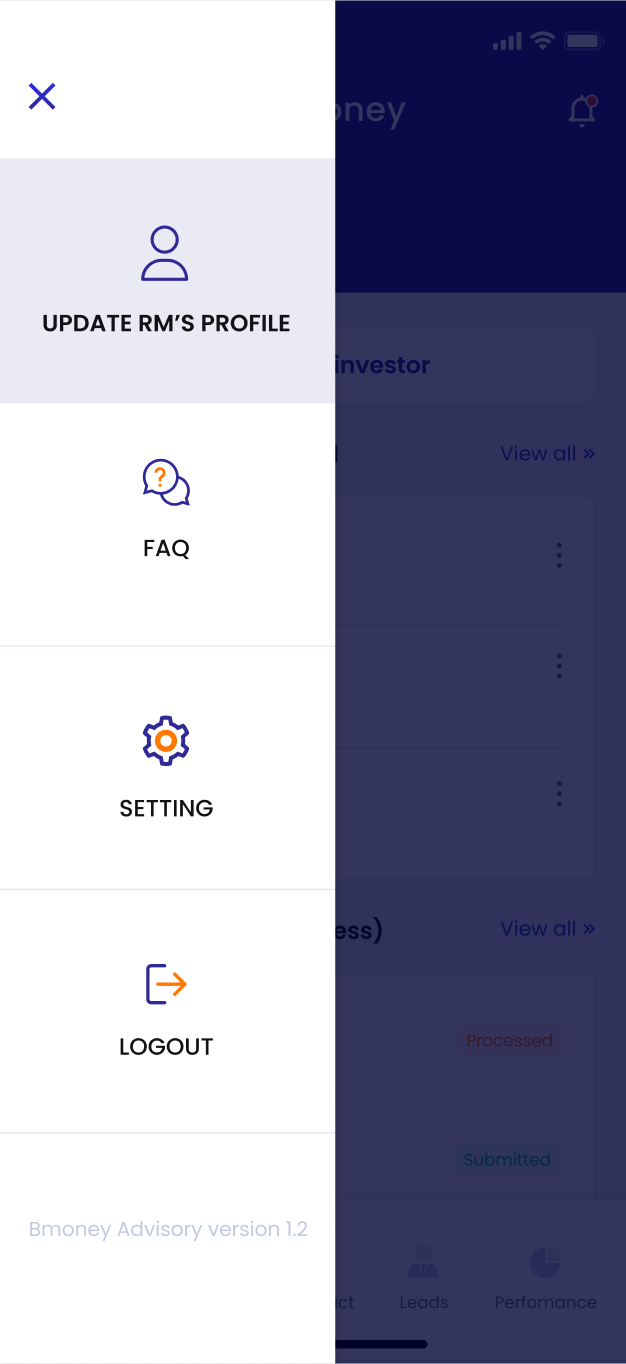 oney
UPDATE RM’S PROFILE
investor
View all »
FAQ
SETTING
ess)
View all »
Processed
LOGOUT
Submitted
Bmoney Advisory version 1.2
ct
Leads
Perfomance